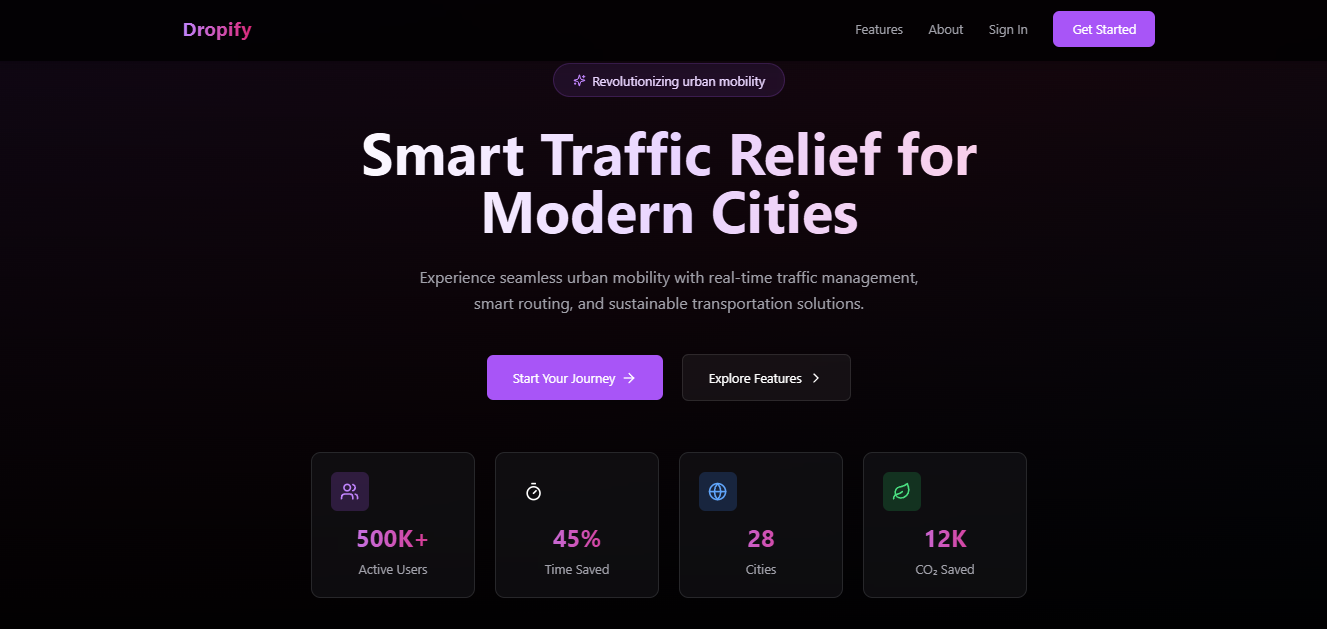 Dropify
Features
About
Sign In
Get Started
Revolutionizing urban mobility
Smart Traffic Relief for
Modern Cities
Experience seamless urban mobility with real-time traffic management,
smart routing, and sustainable transportation solutions.
Start Your Journey
Explore Features
500K+
Active Users
45%
Time Saved
28
Cities
12K
CO₂ Saved